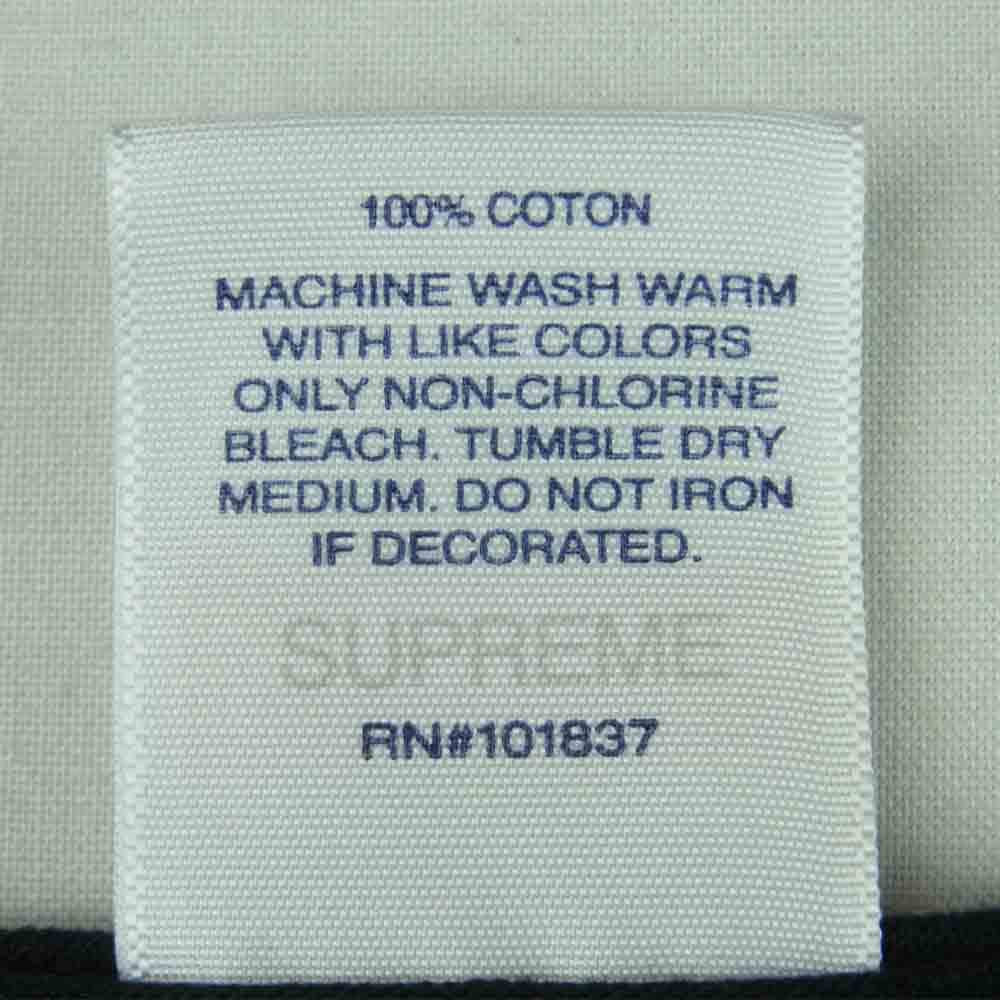 100% COTON
MACHINE WASH WARM
WITH LIKE COLORS
ONLY NON-CHLORINE
BLEACH. TUMBLE DRY
MEDIUM. DO NOT IRON
IF DECORATED.
SUPREME
RN#101837